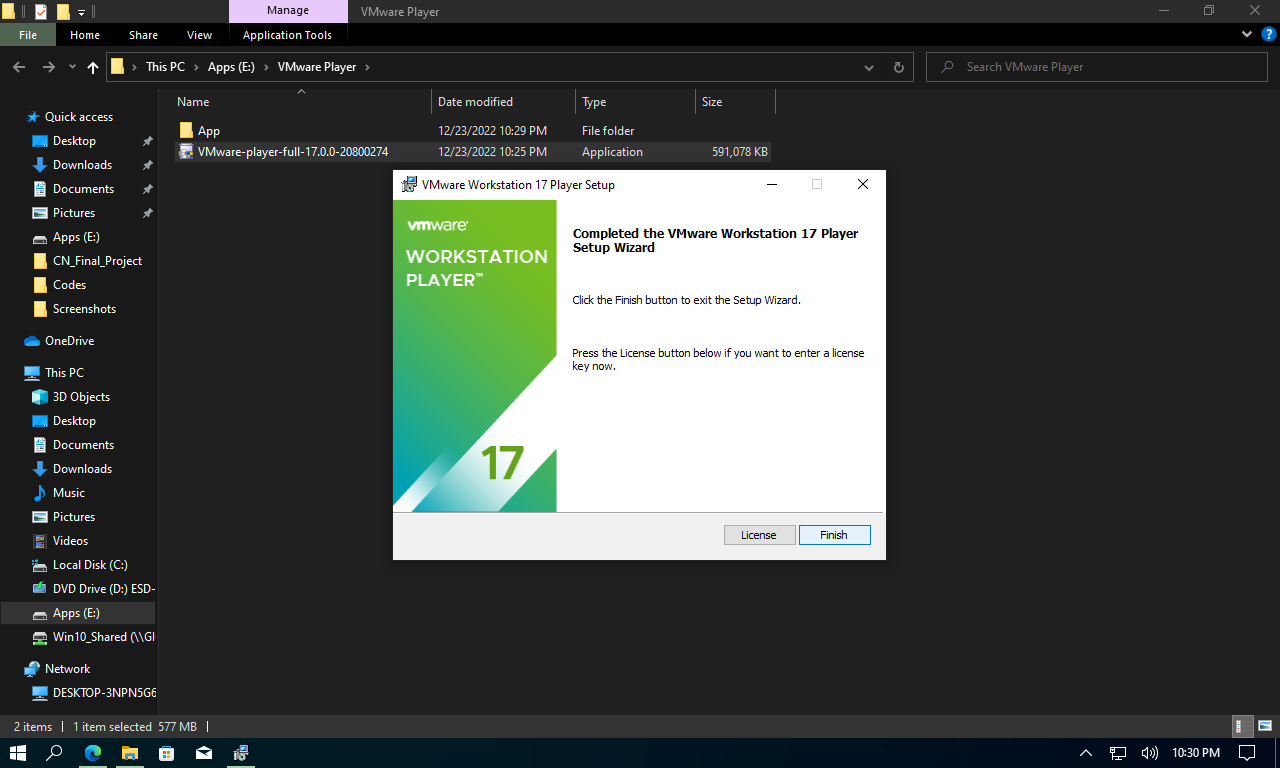 Manage
VMware Player
File
Home
Share
View
Application Tools
This PC
Apps (E:)
VMware Player
Search VMware Player
Name
Date modified
Type
Size
App
12/23/2022 10:29 PM
File folder
VMware-player-full-17.0.0-20800274
12/23/2022 10:25 PM
Application
591,078 KB
Quick access
Desktop
Downloads
Documents
Pictures
Apps (E:)
CN_Final_Project
Codes
Screenshots
OneDrive
This PC
3D Objects
Desktop
Documents
Downloads
Music
Pictures
Videos
Local Disk (C:)
DVD Drive (D:) ESD-
Apps (E:)
Win10_Shared (\\Gl
Network
DESKTOP-3NPN5G6
VMware Workstation 17 Player Setup
vmware®
WORKSTATION
PLAYER™
17
Completed the VMware Workstation 17 Player
Setup Wizard
Click the Finish button to exit the Setup Wizard.
Press the License button below if you want to enter a license
key now.
License
Finish
2 items
1 item selected 577 MB
10:30 PM